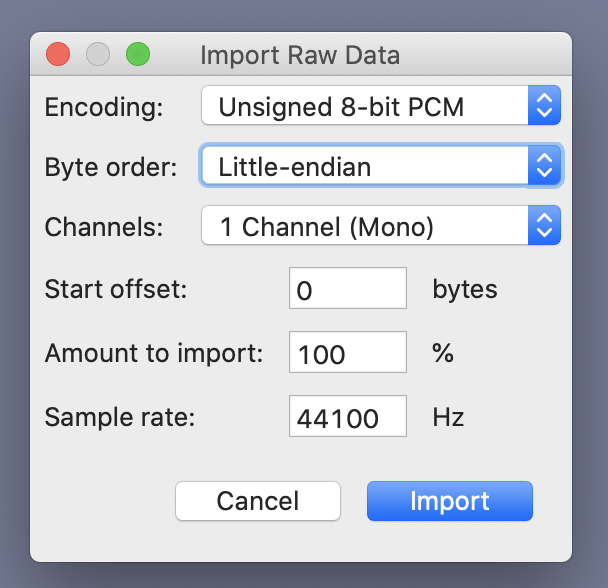 Import Raw Data
Encoding: Unsigned 8-bit PCM
Byte order: Little-endian
Channels: 1 Channel (Mono)
Start offset: 0 bytes
Amount to import: 100 %
Sample rate: 44100 Hz
Cancel Import